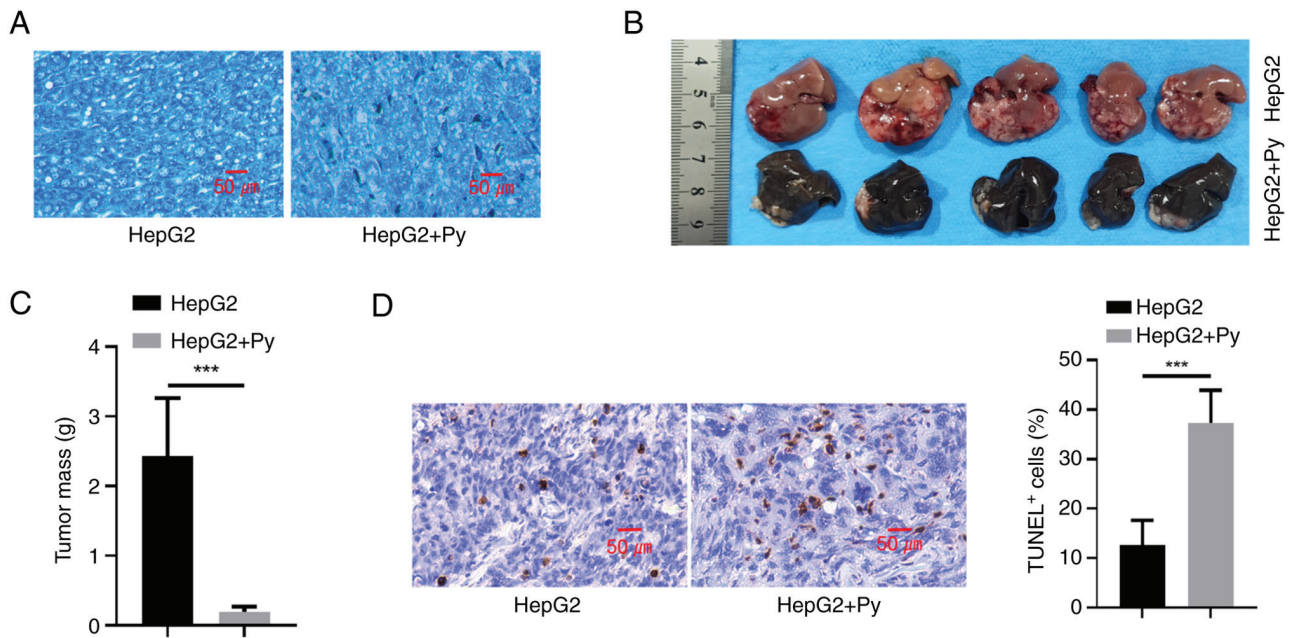 A
50 μm
50 μm
HepG2
HepG2+Py
B
4
5
6
7
8
9
HepG2
HepG2+Py
C
HepG2
HepG2+Py
***
Tumor mass (g)
4
3
2
1
0
D
50 μm
50 μm
HepG2
HepG2+Py
HepG2
HepG2+Py
***
TUNEL⁺ cells (%)
50
40
30
20
10
0